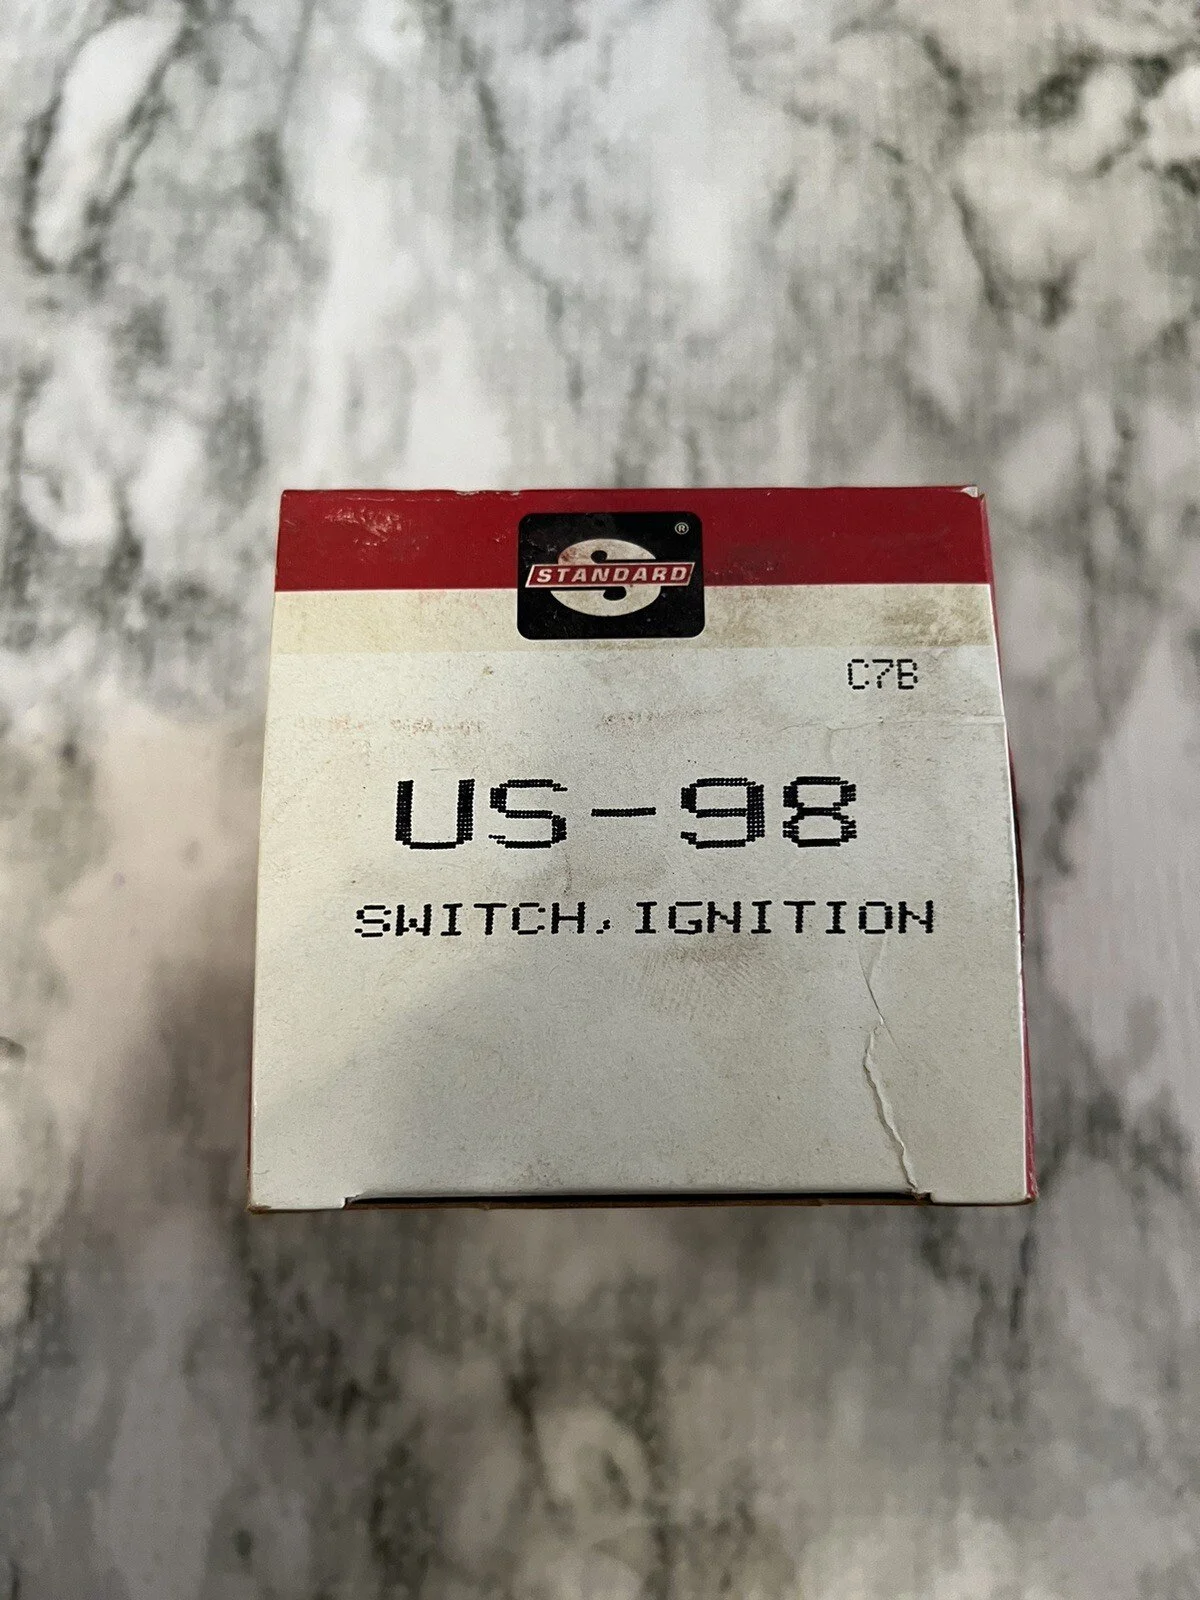 ®
STANDARD
C7B
US-98
SWITCH, IGNITION